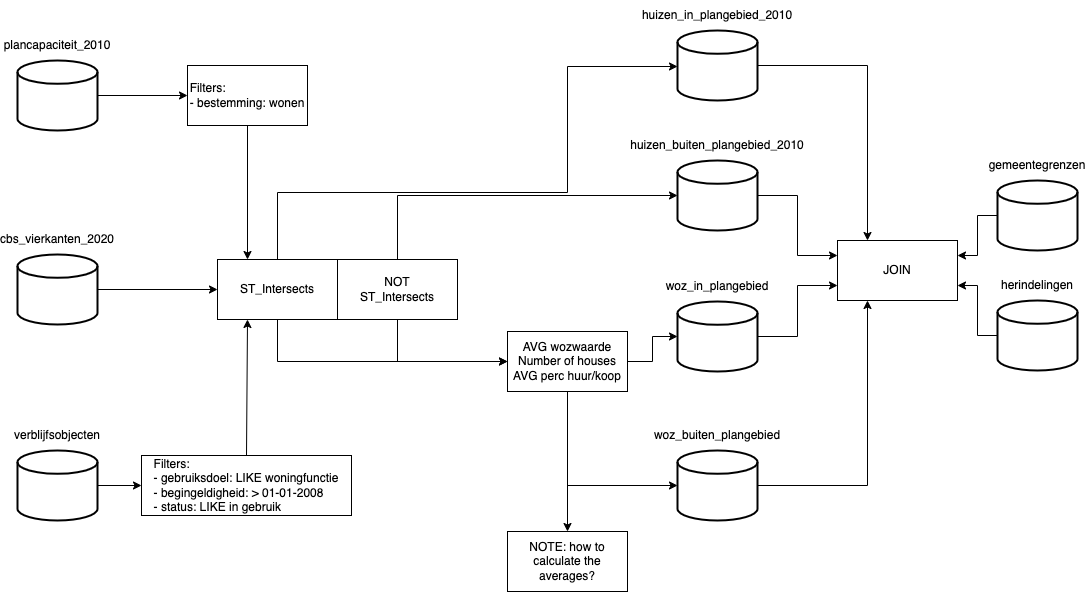 huizen_in_plangebied_2010
plancapaciteit_2010
Filters:
- bestemming: wonen
huizen_buiten_plangebied_2010
gemeentegrenzen
cbs_vierkanten_2020
ST_Intersects
NOT
ST_Intersects
JOIN
woz_in_plangebied
herindelingen
AVG wozwaarde
Number of houses
AVG perc huur/koop
verblijfsobjecten
woz_buiten_plangebied
Filters:
- gebruiksdoel: LIKE woningfunctie
- begingeldigheid: > 01-01-2008
- status: LIKE in gebruik
NOTE: how to
calculate the
averages?